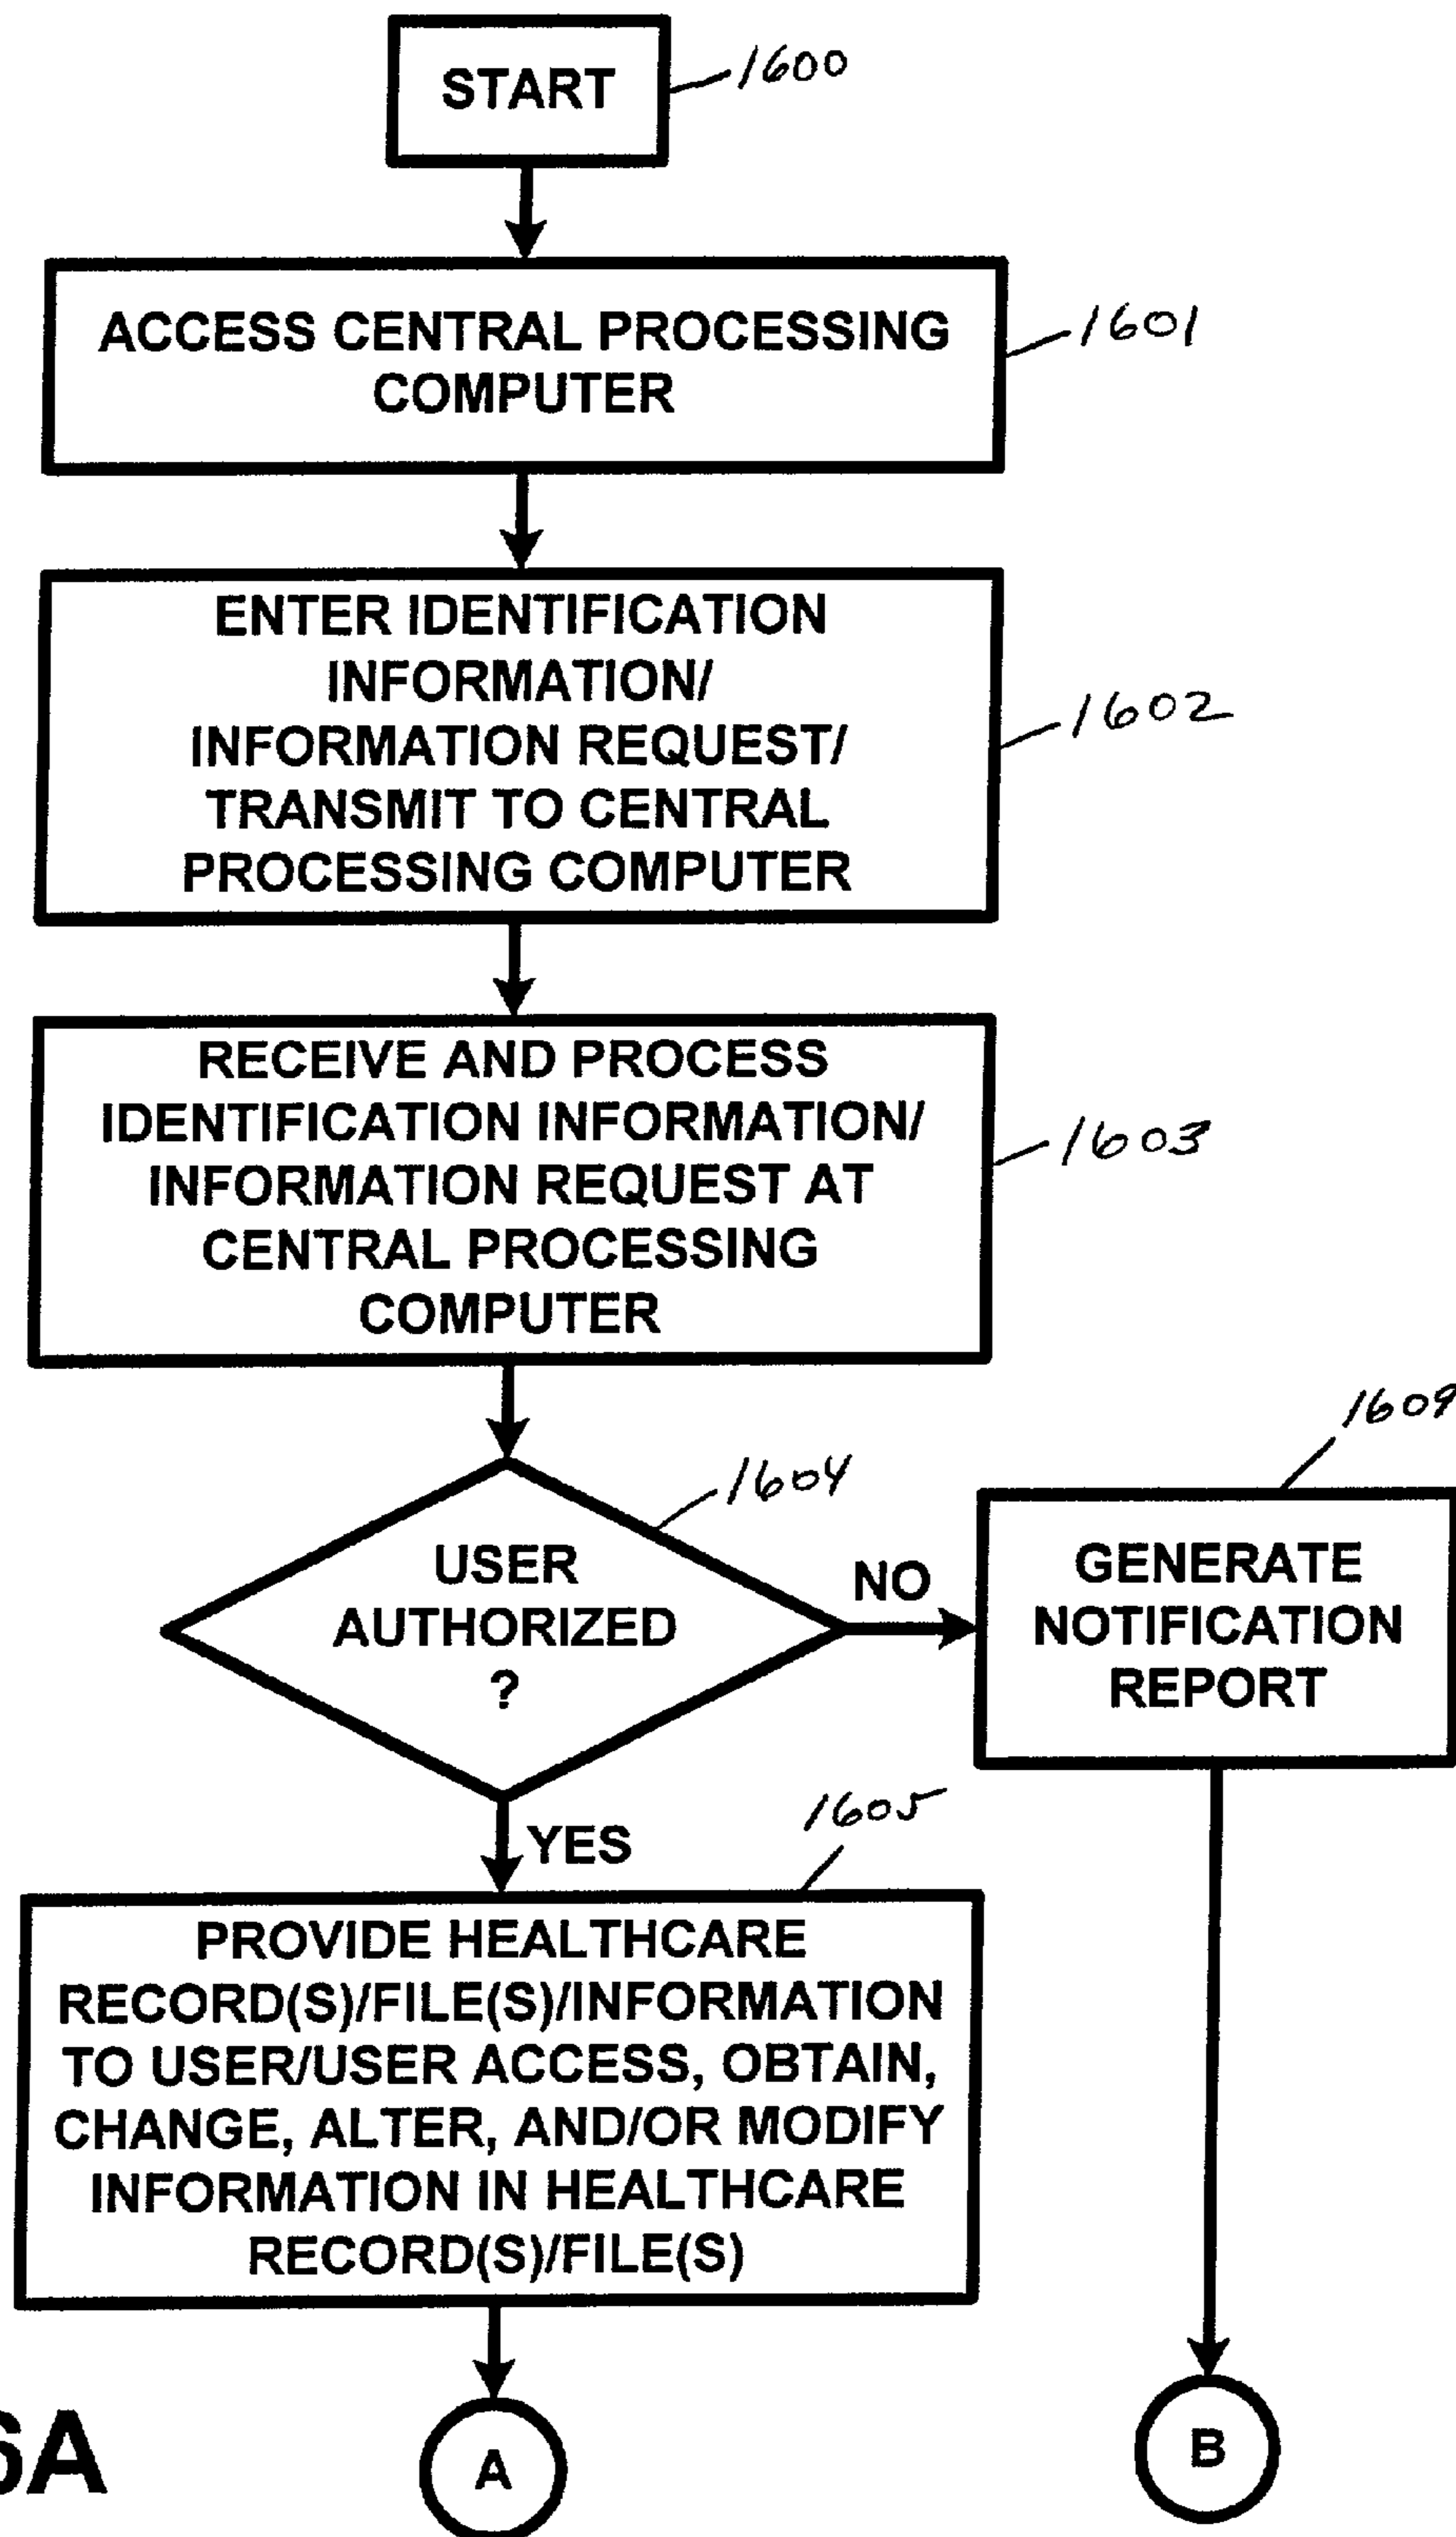 START
1600
ACCESS CENTRAL PROCESSING
COMPUTER
1601
ENTER IDENTIFICATION
INFORMATION/
INFORMATION REQUEST/
TRANSMIT TO CENTRAL
PROCESSING COMPUTER
1602
RECEIVE AND PROCESS
IDENTIFICATION INFORMATION/
INFORMATION REQUEST AT
CENTRAL PROCESSING
COMPUTER
1603
USER
AUTHORIZED
?
1604
NO
GENERATE
NOTIFICATION
REPORT
1609
YES
1605
PROVIDE HEALTHCARE
RECORD(S)/FILE(S)/INFORMATION
TO USER/USER ACCESS, OBTAIN,
CHANGE, ALTER, AND/OR MODIFY
INFORMATION IN HEALTHCARE
RECORD(S)/FILE(S)
A
B
6A